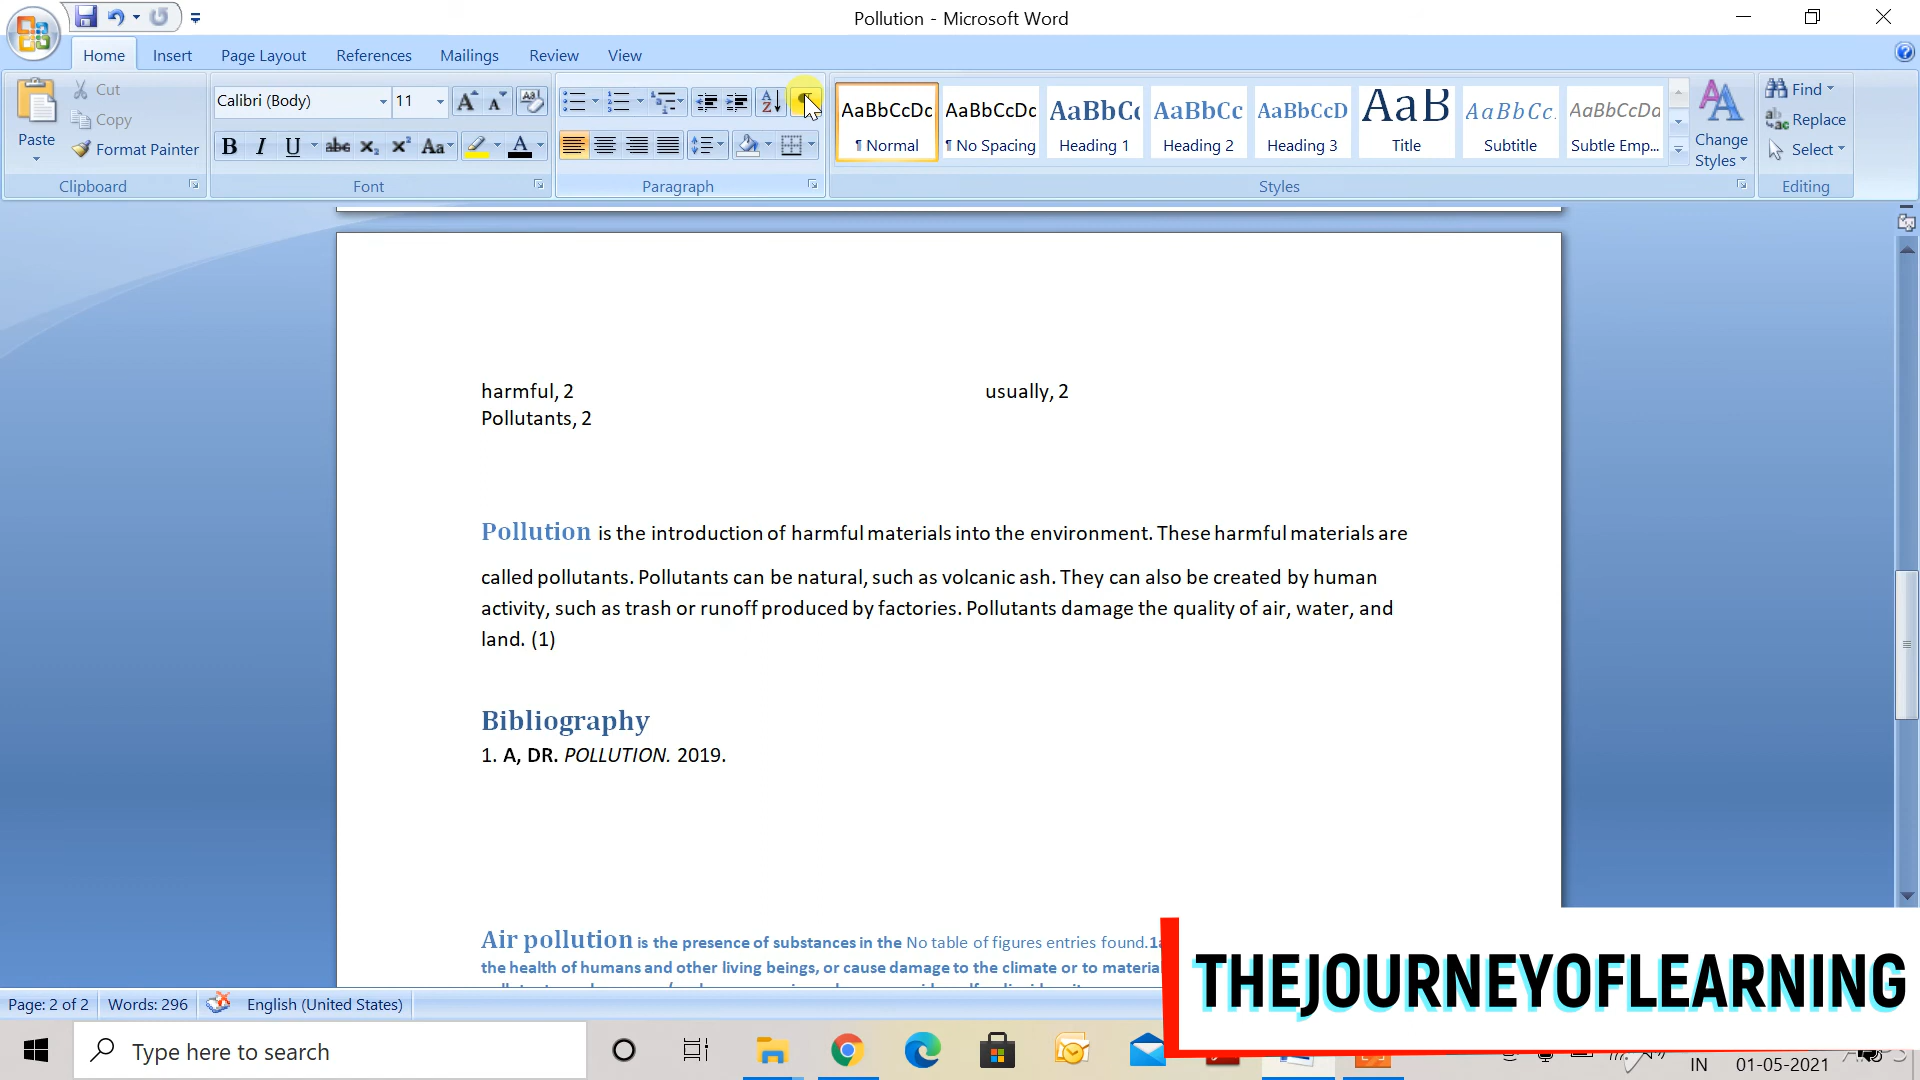 Pollution - Microsoft Word
Home Insert Page Layout References Mailings Review View
Paste
Cut
Copy
Format Painter
Clipboard
Calibri (Body) 11
Font
Paragraph
AaBbCcDc AaBbCcDc AaBbC AaBbCc AaBbCcD AaB AaBbCc. AaBbCcDa
¶ Normal ¶ No Spacing Heading 1 Heading 2 Heading 3 Title Subtitle Subtle Emp...
Change Styles
Styles
Find
Replace
Select
Editing
harmful, 2 usually, 2
Pollutants, 2
Pollution is the introduction of harmful materials into the environment. These harmful materials are
called pollutants. Pollutants can be natural, such as volcanic ash. They can also be created by human
activity, such as trash or runoff produced by factories. Pollutants damage the quality of air, water, and
land. (1)
Bibliography
1. A, DR. POLLUTION. 2019.
Air pollution is the presence of substances in the No table of figures entries found.1
the health of humans and other living beings, or cause damage to the climate or to
THEJOURNEYOFLEARNING
Page: 2 of 2 Words: 296 English (United States)
Type here to search
IN 01-05-2021